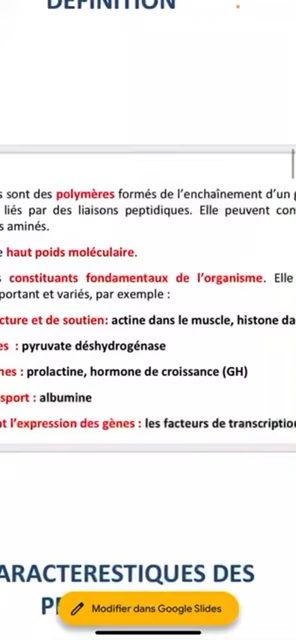 DEFINITION
s sont des polymères formés de l'enchaînement d'un
liés par des liaisons peptidiques. Elle peuvent con
s aminés.
e haut poids moléculaire.
s constituants fondamentaux de l'organisme. Elle
portant et variés, par exemple :
cture et de soutien: actine dans le muscle, histone da
es : pyruvate déshydrogénase
nes : prolactine, hormone de croissance (GH)
sport : albumine
t l'expression des gènes : les facteurs de transcription
ARACTERESTIQUES DES
Modifier dans Google Slides